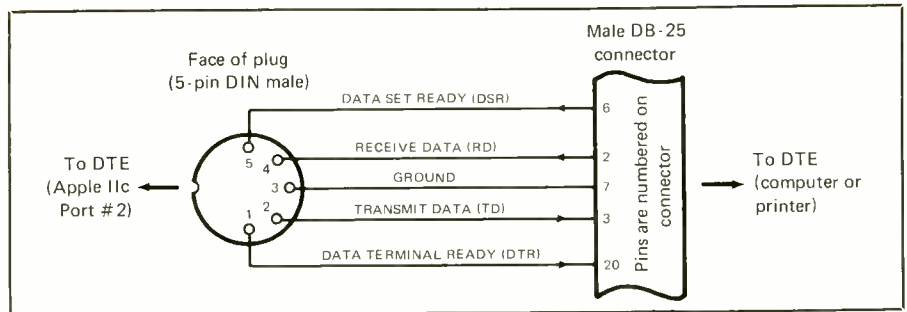 Male DB-25
connector
Face of plug
(5-pin DIN male)
DATA SET READY (DSR)
6
5
RECEIVE DATA (RD)
4
2
To DTE
(Apple IIc
Port #2)
GROUND
3
7
TRANSMIT DATA (TD)
2
3
1
DATA TERMINAL READY (DTR)
20
Pins are numbered on
connector
To DTE
(computer or
printer)